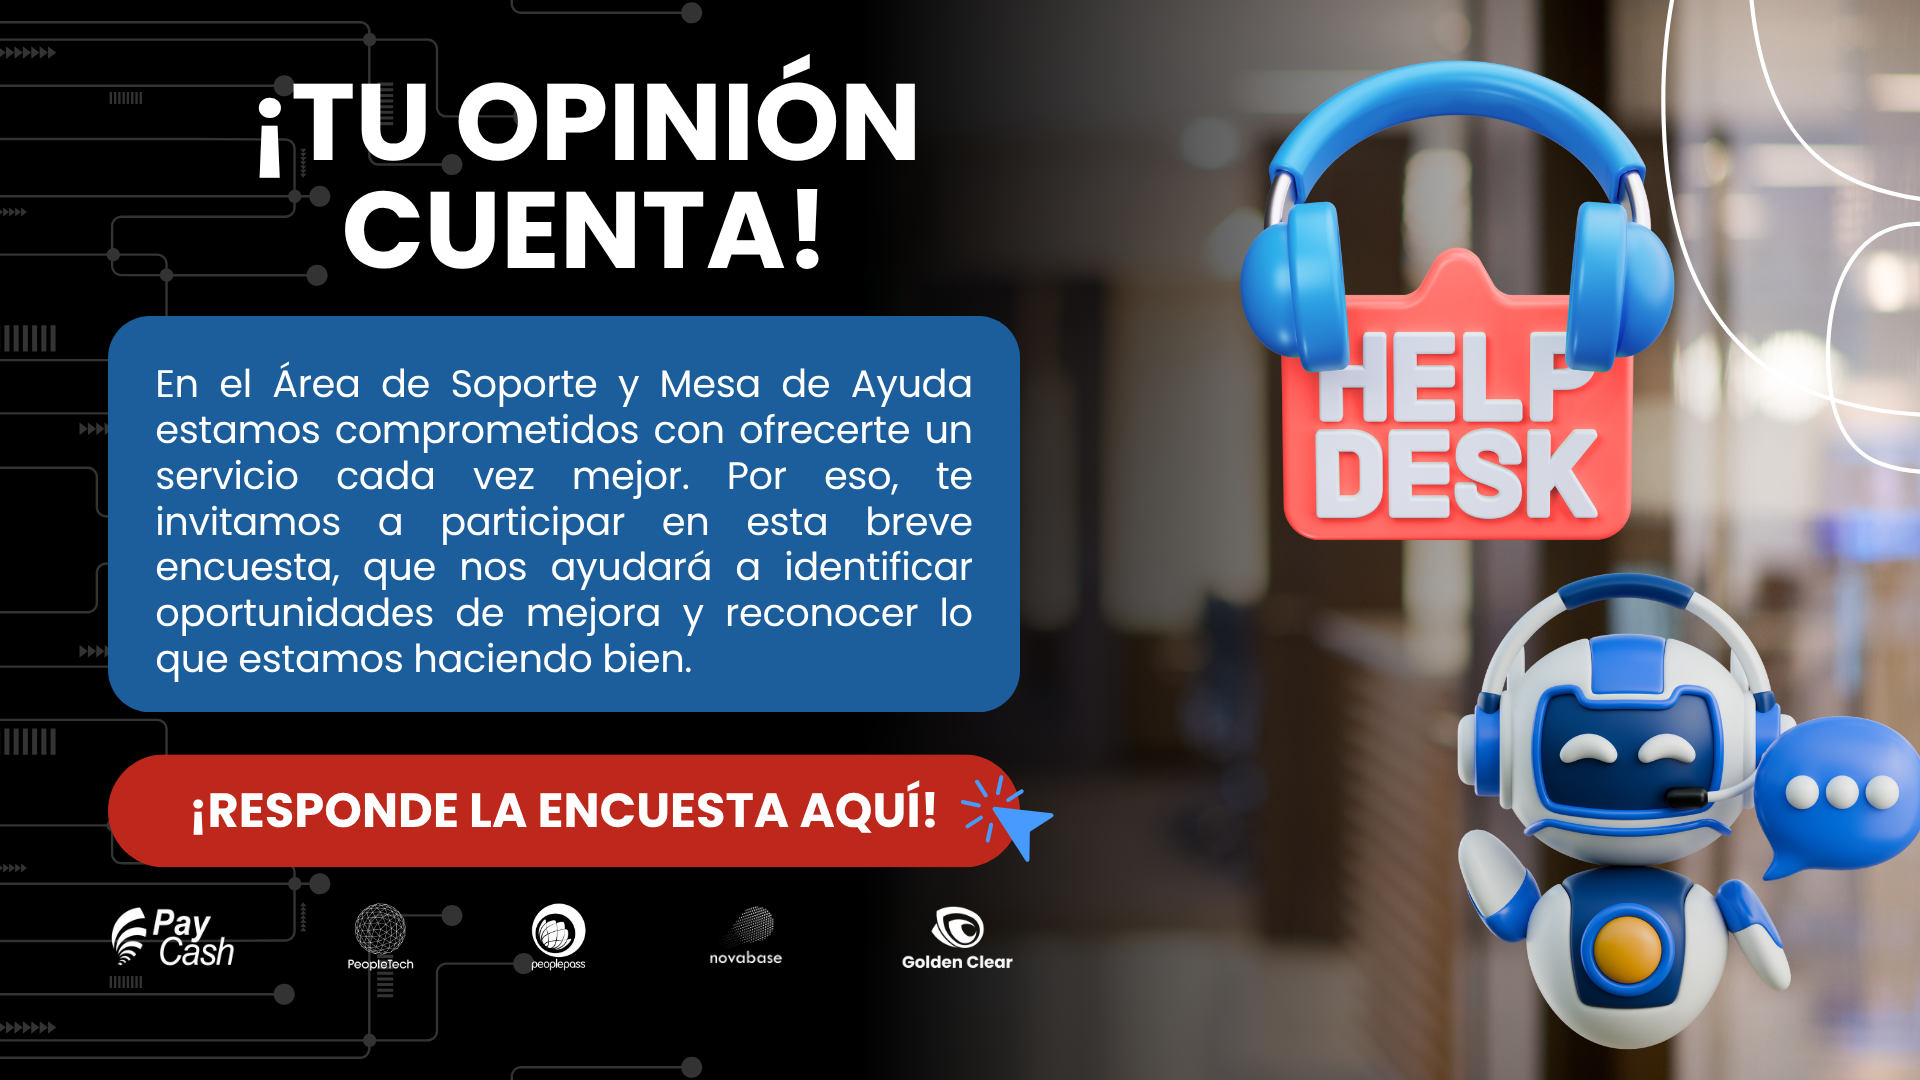 ¡TU OPINIÓN
CUENTA!
En el Área de Soporte y Mesa de Ayuda
estamos comprometidos con ofrecerte un
servicio cada vez mejor. Por eso, te
invitamos a participar en esta breve
encuesta, que nos ayudará a identificar
oportunidades de mejora y reconocer lo
que estamos haciendo bien.
¡RESPONDE LA ENCUESTA AQUÍ!
Pay
Cash
PeopleTech
peoplepass
novabase
Golden Clear
HELP
DESK